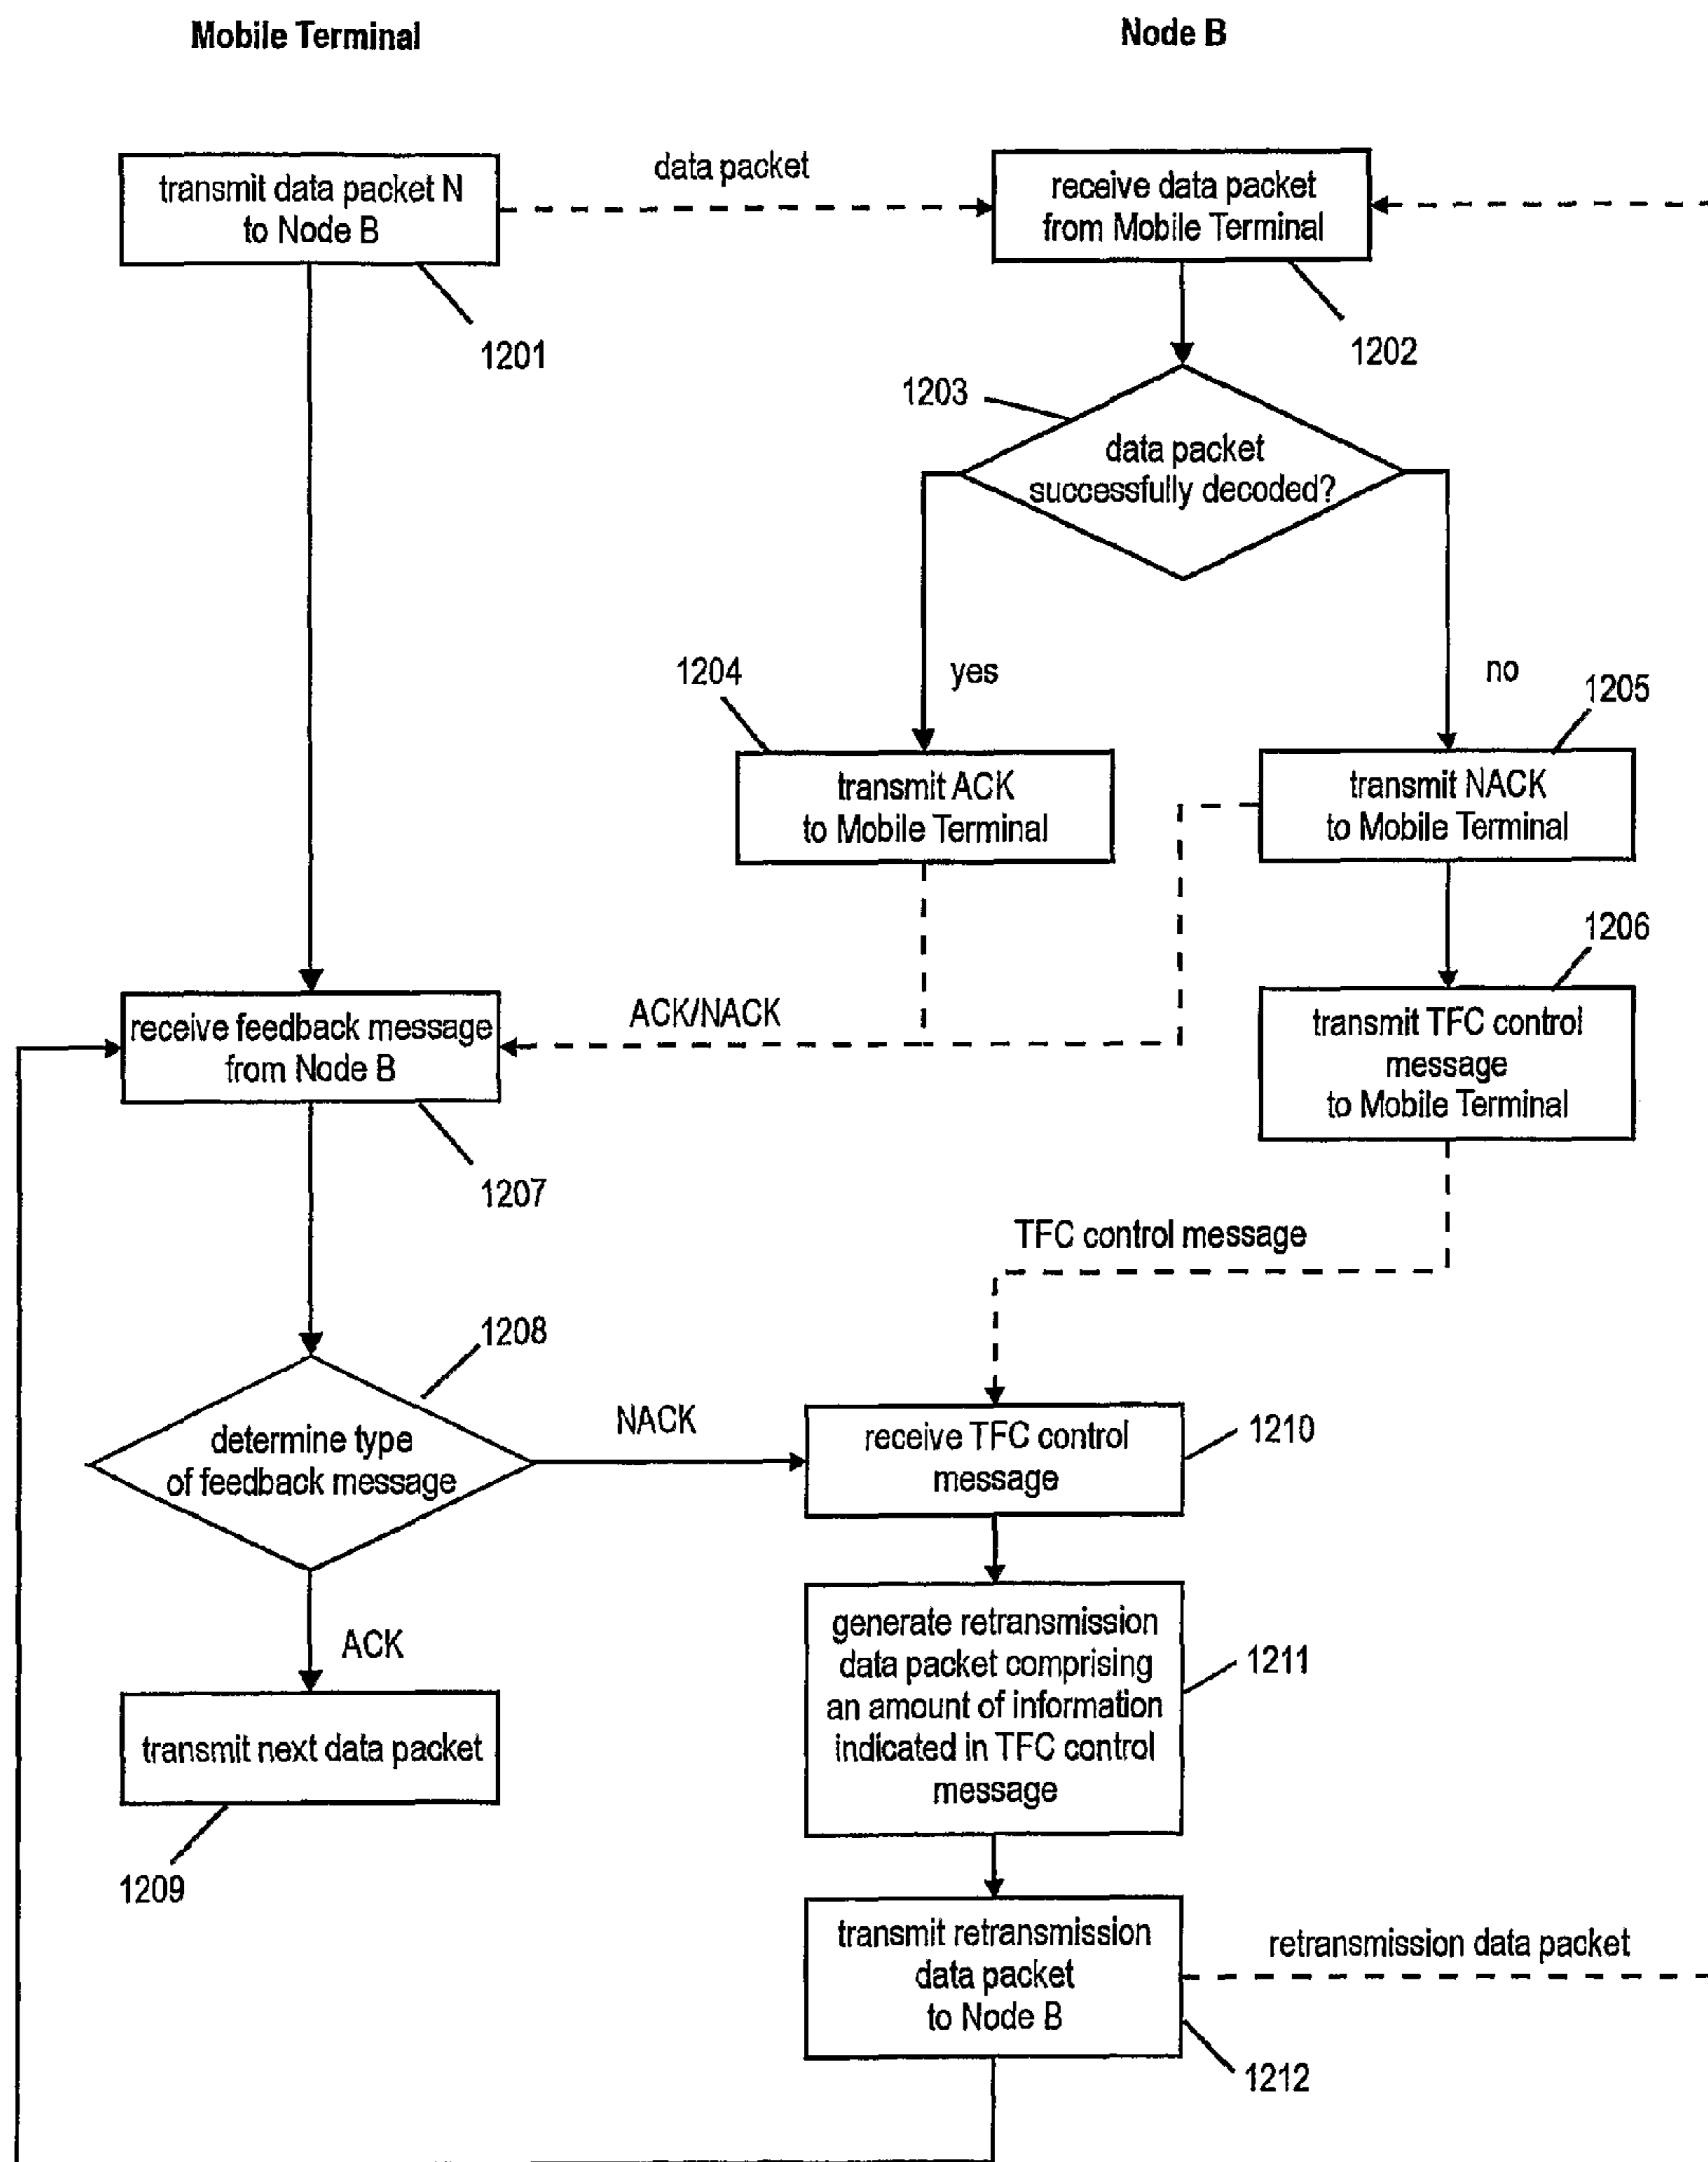 Mobile Terminal
Node B
transmit data packet N
to Node B
data packet
receive data packet
from Mobile Terminal
1201
1202
1203
data packet
successfully decoded?
1204
yes
no
1205
transmit ACK
to Mobile Terminal
transmit NACK
to Mobile Terminal
1206
receive feedback message
from Node B
ACK/NACK
transmit TFC control
message
to Mobile Terminal
1207
TFC control message
1208
determine type
of feedback message
NACK
receive TFC control
message
1210
ACK
generate retransmission
data packet comprising
an amount of information
indicated in TFC control
message
1211
transmit next data packet
1209
transmit retransmission
data packet
to Node B
retransmission data packet
1212